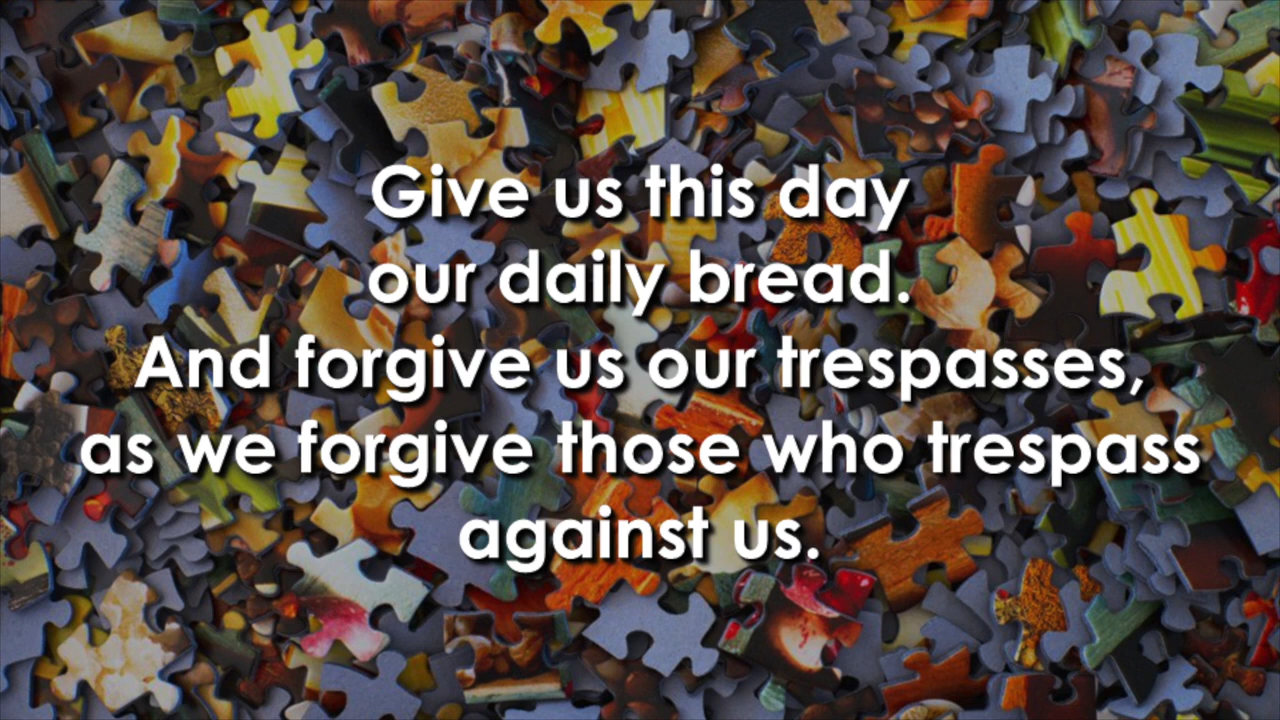 Give us this day
our daily bread.
And forgive us our trespasses,
as we forgive those who trespass
against us.